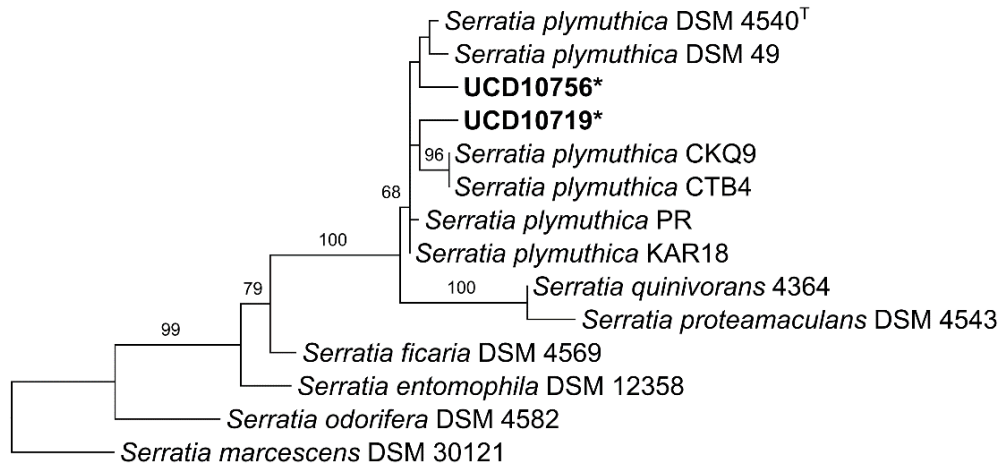 Serratia plymuthica DSM 4540T
Serratia plymuthica DSM 49
UCD10756*
UCD10719*
96
Serratia plymuthica CKQ9
Serratia plymuthica CTB4
68
Serratia plymuthica PR
100
Serratia plymuthica KAR18
100
Serratia quinivorans 4364
79
Serratia proteamaculans DSM 4543
99
Serratia ficaria DSM 4569
Serratia entomophila DSM 12358
Serratia odorifera DSM 4582
Serratia marcescens DSM 30121